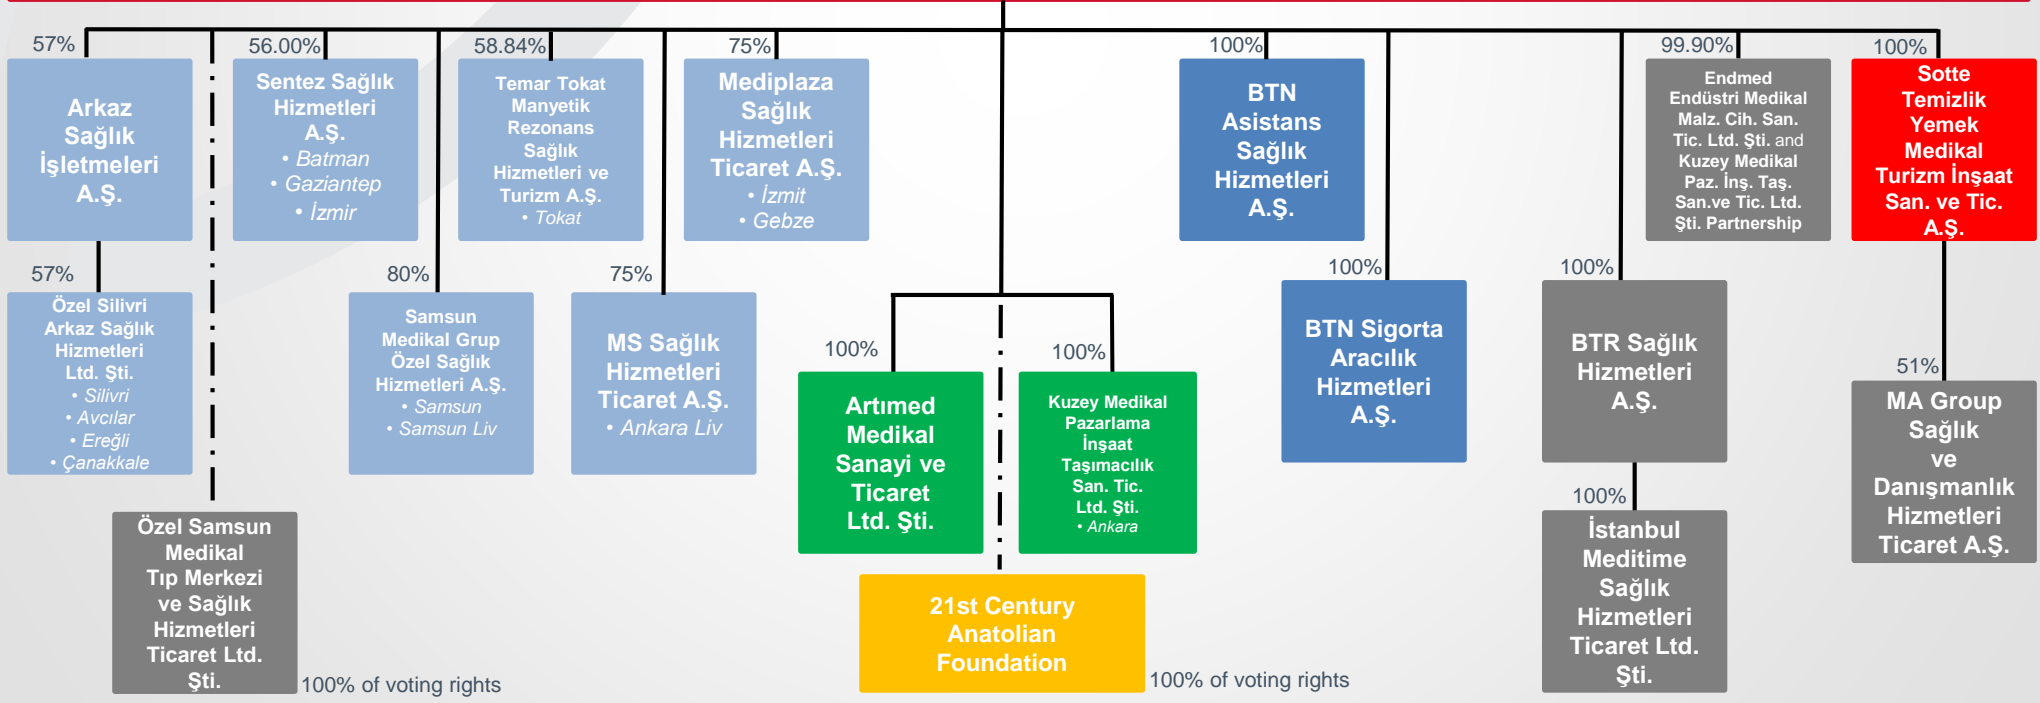 57%
Arkaz
Sağlık
İşletmeleri
A.Ş.
57%
Özel Silivri
Arkaz Sağlık
Hizmetleri
Ltd. Şti.
• Silivri
• Avcılar
• Ereğli
• Çanakkale
Özel Samsun
Medikal
Tıp Merkezi
ve Sağlık
Hizmetleri
Ticaret Ltd.
Şti.
100% of voting rights
56.00%
Sentez Sağlık
Hizmetleri
A.Ş.
• Batman
• Gaziantep
• İzmir
80%
Samsun
Medikal Grup
Özel Sağlık
Hizmetleri A.Ş.
• Samsun
• Samsun Liv
58.84%
Temar Tokat
Manyetik
Rezonans
Sağlık
Hizmetleri ve
Turizm A.Ş.
• Tokat
75%
MS Sağlık
Hizmetleri
Ticaret A.Ş.
• Ankara Liv
75%
Mediplaza
Sağlık
Hizmetleri
Ticaret A.Ş.
• İzmit
• Gebze
100%
Artımed
Medikal
Sanayi ve
Ticaret
Ltd. Şti.
100%
Kuzey Medikal
Pazarlama
İnşaat
Taşımacılık
San. Tic.
Ltd. Şti.
• Ankara
21st Century
Anatolian
Foundation
100% of voting rights
100%
BTN
Asistans
Sağlık
Hizmetleri
A.Ş.
100%
BTN Sigorta
Aracılık
Hizmetleri
A.Ş.
100%
BTR Sağlık
Hizmetleri
A.Ş.
100%
İstanbul
Meditime
Sağlık
Hizmetleri
Ticaret Ltd.
Şti.
99.90%
Endmed
Endüstri Medikal
Malz. Cih. San.
Tic. Ltd. Şti. and
Kuzey Medikal
Paz. İnş. Taş.
San.ve Tic. Ltd.
Şti. Partnership
100%
Sotte
Temizlik
Yemek
Medikal
Turizm İnşaat
San. ve Tic.
A.Ş.
51%
MA Group
Sağlık
ve
Danışmanlık
Hizmetleri
Ticaret A.Ş.